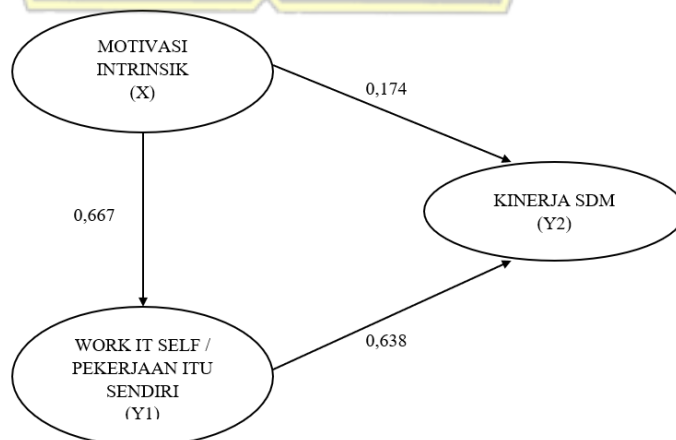 MOTIVASI
INTRINSIK
(X)
0,174
KINERJA SDM
(Y2)
0,667
WORK IT SELF /
PEKERJAAN ITU
SENDIRI
(Y1)
0,638